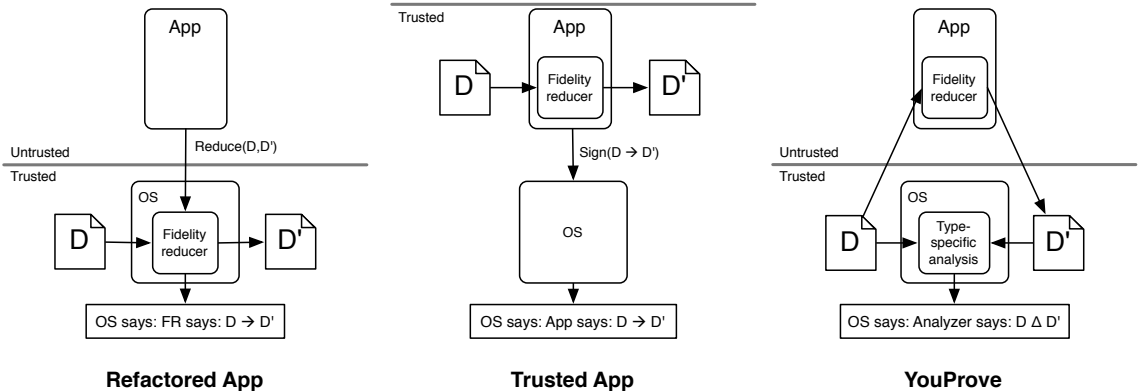 App
Reduce(D,D')
Untrusted
Trusted
OS
D
Fidelity
reducer
D'
OS says: FR says: D → D'
Refactored App
Trusted
App
D
Fidelity
reducer
D'
Sign(D → D')
OS
OS says: App says: D → D'
Trusted App
App
Fidelity
reducer
Untrusted
Trusted
OS
D
Type-
specific
analysis
D'
OS says: Analyzer says: D Δ D'
YouProve